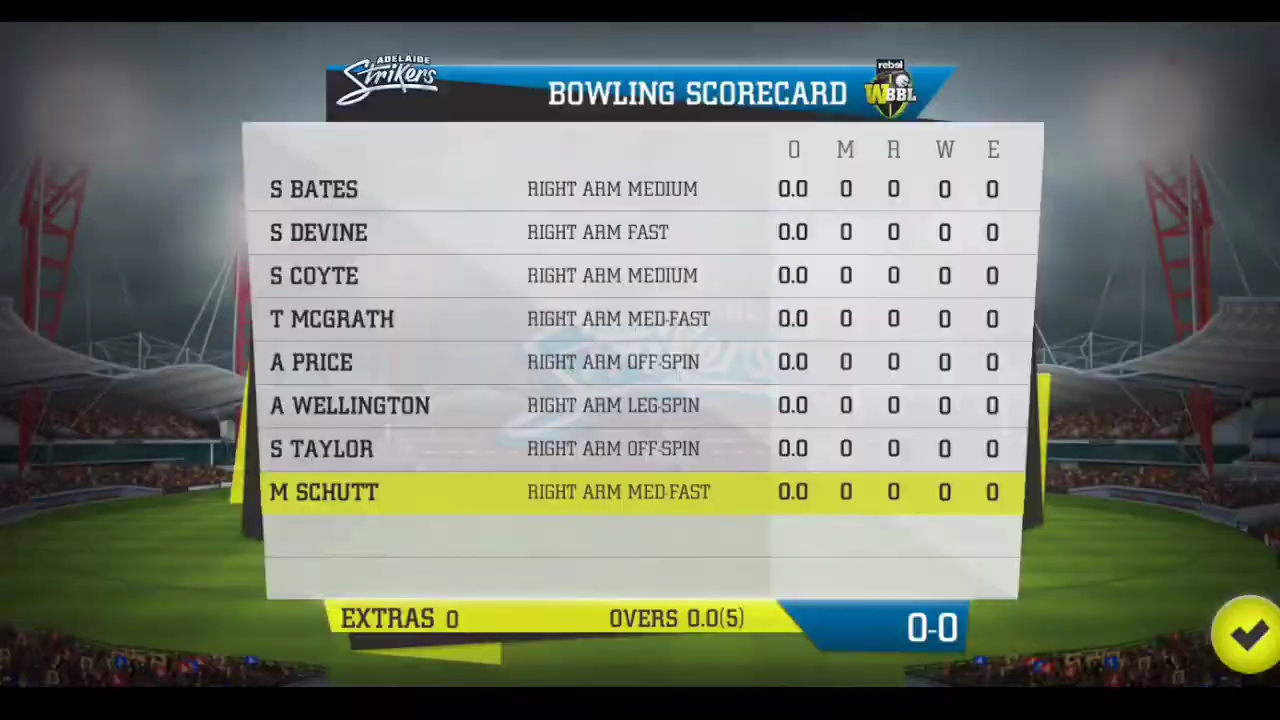 ADELAIDE
Strikers
BOWLING SCORECARD
rebel
WBBL
O M R W E
S BATES RIGHT ARM MEDIUM 0.0 0 0 0 0
S DEVINE RIGHT ARM FAST 0.0 0 0 0 0
S COYTE RIGHT ARM MEDIUM 0.0 0 0 0 0
T MCGRATH RIGHT ARM MED-FAST 0.0 0 0 0 0
A PRICE RIGHT ARM OFF-SPIN 0.0 0 0 0 0
A WELLINGTON RIGHT ARM LEG-SPIN 0.0 0 0 0 0
S TAYLOR RIGHT ARM OFF-SPIN 0.0 0 0 0 0
M SCHUTT RIGHT ARM MED-FAST 0.0 0 0 0 0
EXTRAS 0 OVERS 0.0(5) 0-0